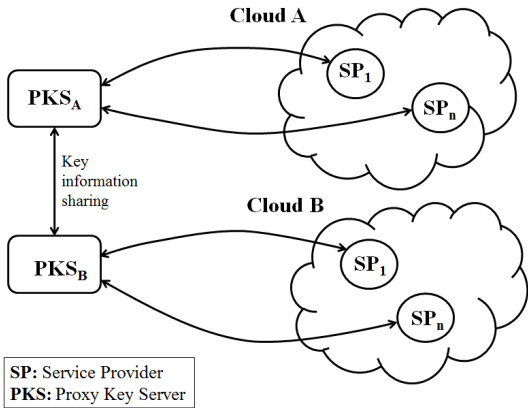 Cloud A
SP1
PKSA
SPn
Key
information
sharing
Cloud B
SP1
PKSB
SPn
SP: Service Provider
PKS: Proxy Key Server